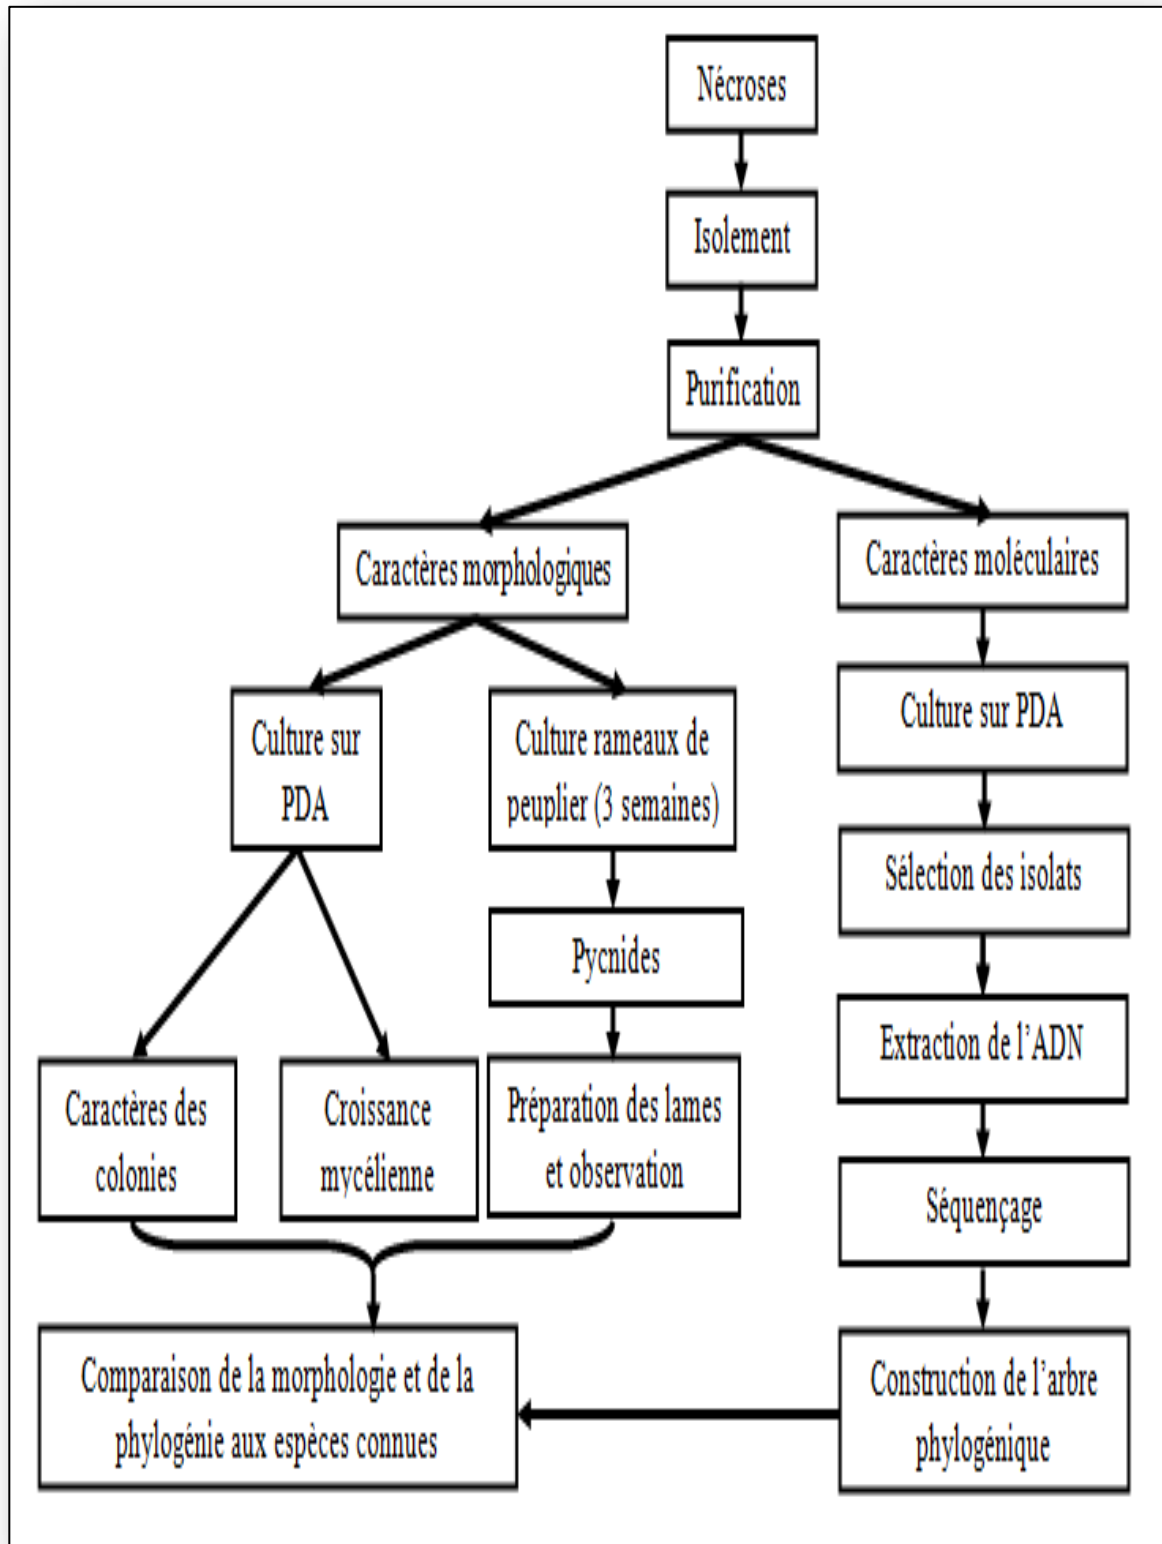 Nécroses
Isolement
Purification
Caractères morphologiques
Caractères moléculaires
Culture sur
PDA
Culture rameaux de
peuplier (3 semaines)
Culture sur PDA
Sélection des isolats
Pycnides
Extraction de l'ADN
Caractères des
colonies
Croissance
mycélienne
Préparation des lames
et observation
Séquençage
Comparaison de la morphologie et de la
phylogénie aux espèces connues
Construction de l'arbre
phylogénique